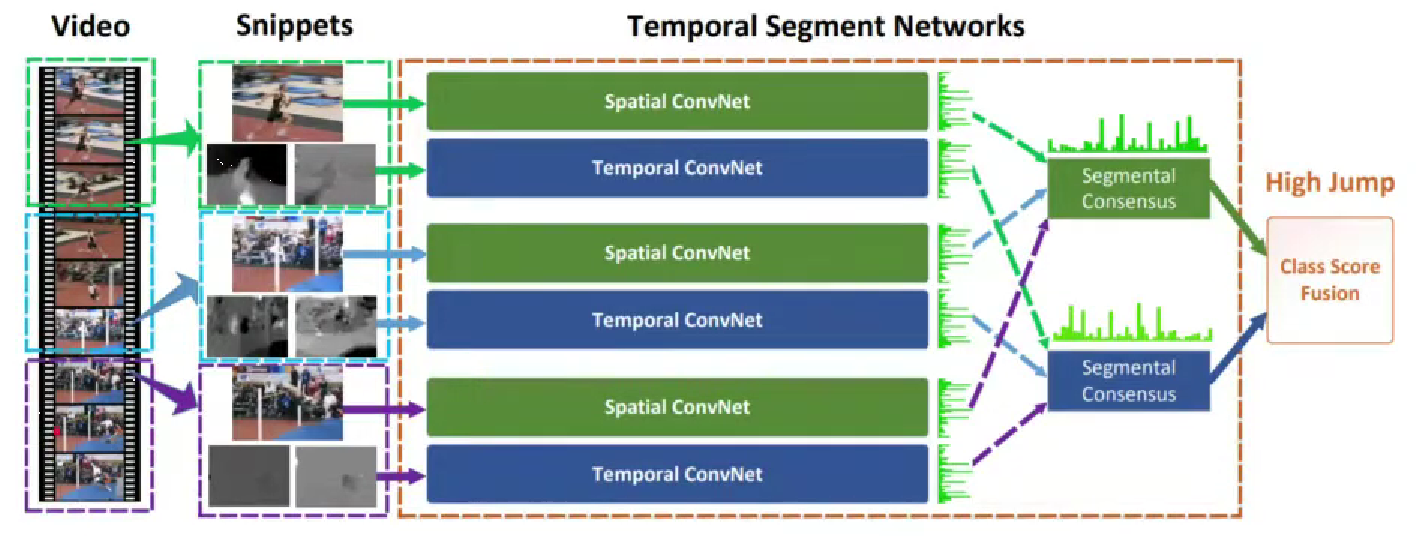 Video
Snippets
Temporal Segment Networks
Spatial ConvNet
Temporal ConvNet
Spatial ConvNet
Temporal ConvNet
Spatial ConvNet
Temporal ConvNet
Segmental
Consensus
Segmental
Consensus
High Jump
Class Score
Fusion